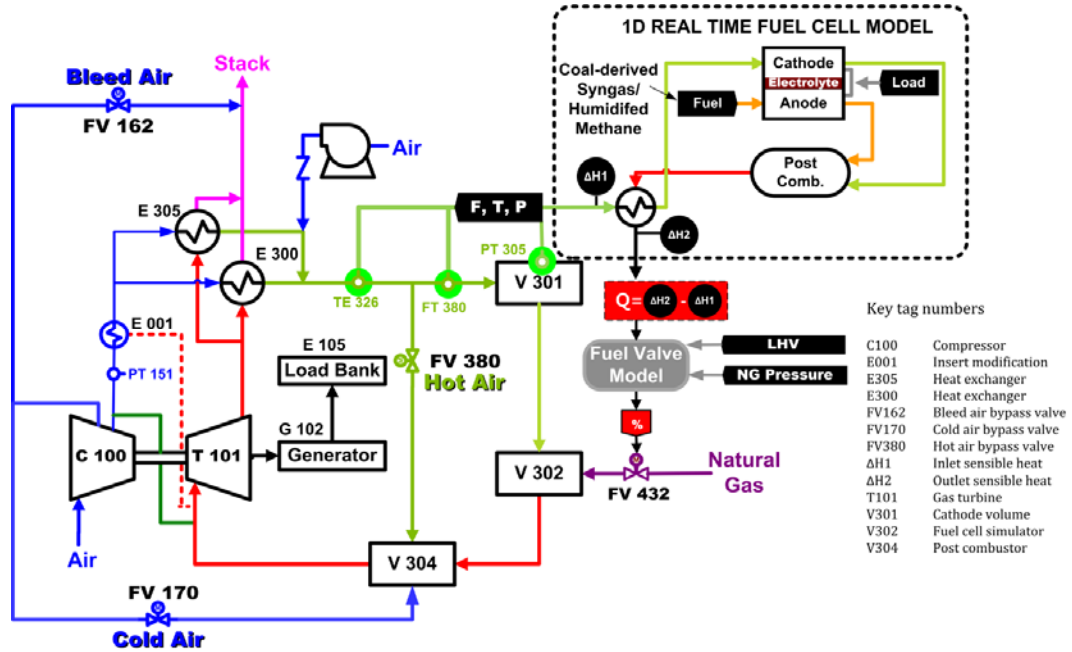 1D REAL TIME FUEL CELL MODEL
Bleed Air
FV 162
Stack
Air
Coal-derived
Syngas/
Humidifed
Methane
Fuel
Cathode
Electrolyte
Anode
Load
Post
Comb.
ΔH1
ΔH2
E 305
E 300
F, T, P
PT 305
V 301
TE 326
FT 380
E 001
PT 151
E 105
Load Bank
FV 380
Hot Air
G 102
Generator
C 100
T 101
Air
Q= ΔH2 - ΔH1
Fuel Valve
Model
LHV
NG Pressure
%
V 302
FV 432
Natural
Gas
V 304
FV 170
Cold Air
Key tag numbers
C100 Compressor
E001 Insert modification
E305 Heat exchanger
E300 Heat exchanger
FV162 Bleed air bypass valve
FV170 Cold air bypass valve
FV380 Hot air bypass valve
ΔH1 Inlet sensible heat
ΔH2 Outlet sensible heat
T101 Gas turbine
V301 Cathode volume
V302 Fuel cell simulator
V304 Post combustor